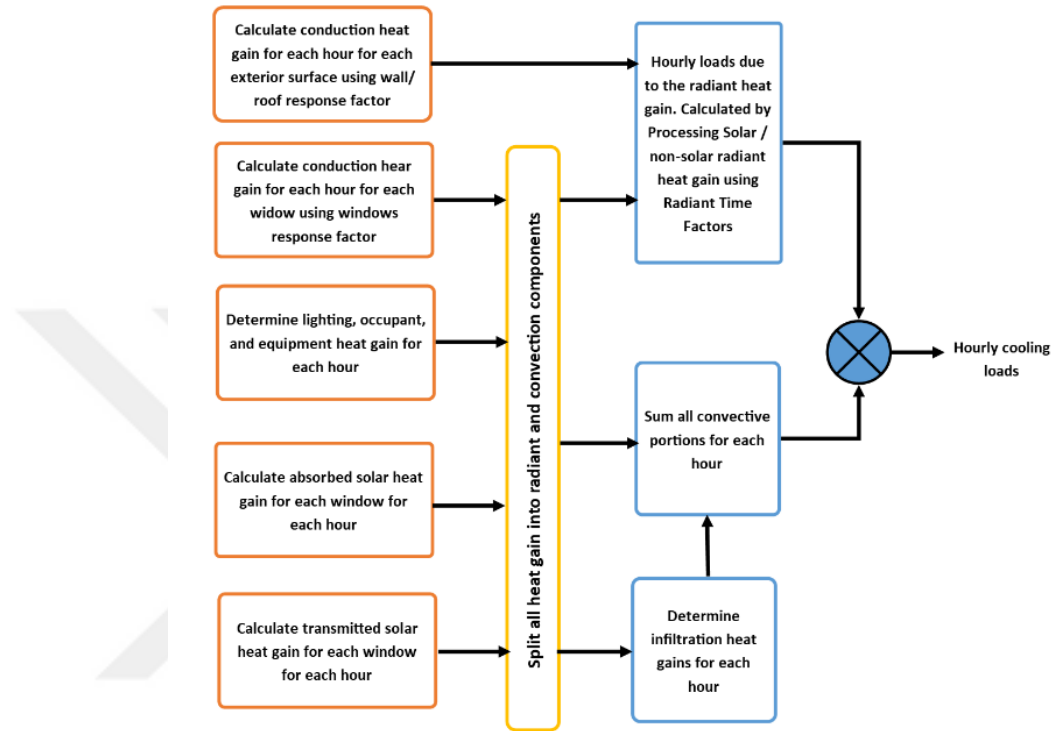 Calculate conduction heat
gain for each hour for each
exterior surface using wall/
roof response factor
Calculate conduction hear
gain for each hour for each
widow using windows
response factor
Determine lighting, occupant,
and equipment heat gain for
each hour
Calculate absorbed solar heat
gain for each window for
each hour
Calculate transmitted solar
heat gain for each window
for each hour
Split all heat gain into radiant and convection components
Hourly loads due
to the radiant heat
gain. Calculated by
Processing Solar /
non-solar radiant
heat gain using
Radiant Time
Factors
Sum all convective
portions for each
hour
Determine
infiltration heat
gains for each
hour
Hourly cooling
loads